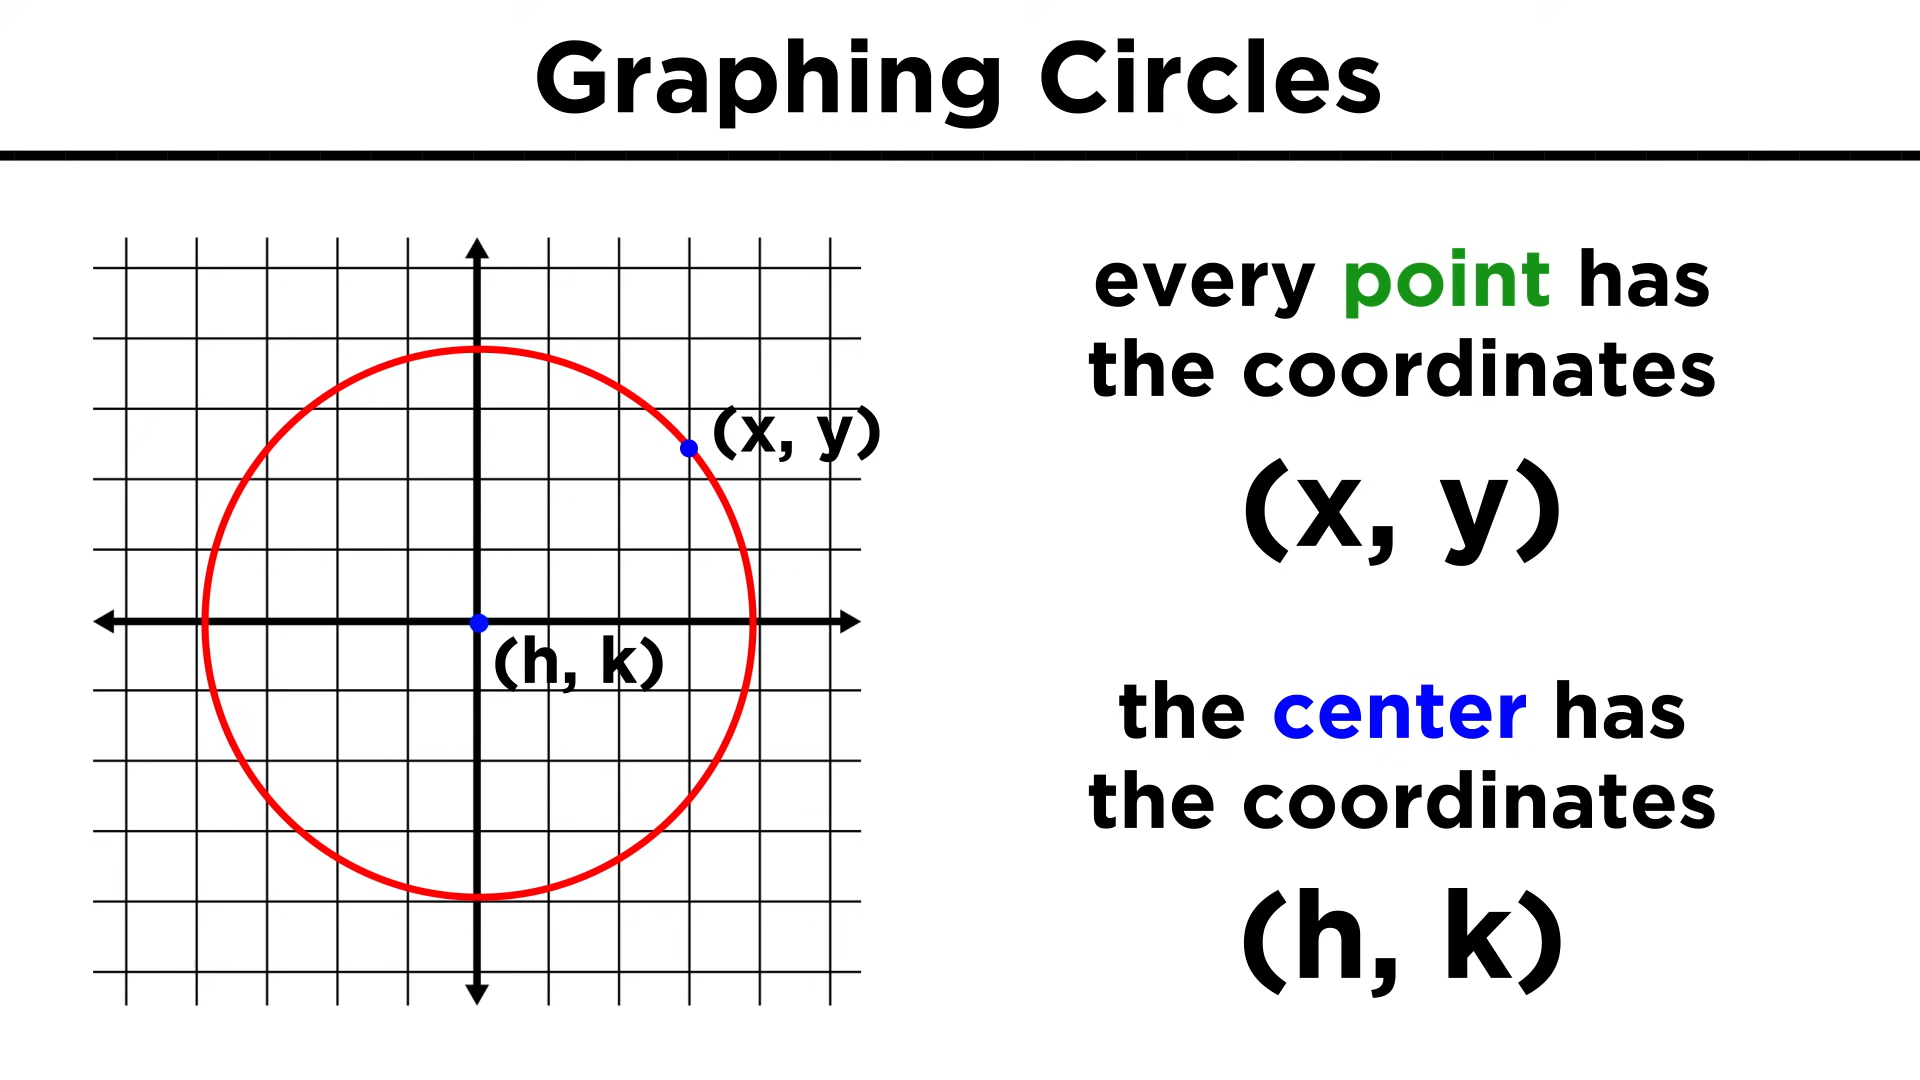 Graphing Circles
(x, y)
(h, k)
every point has
the coordinates
(x, y)
the center has
the coordinates
(h, k)